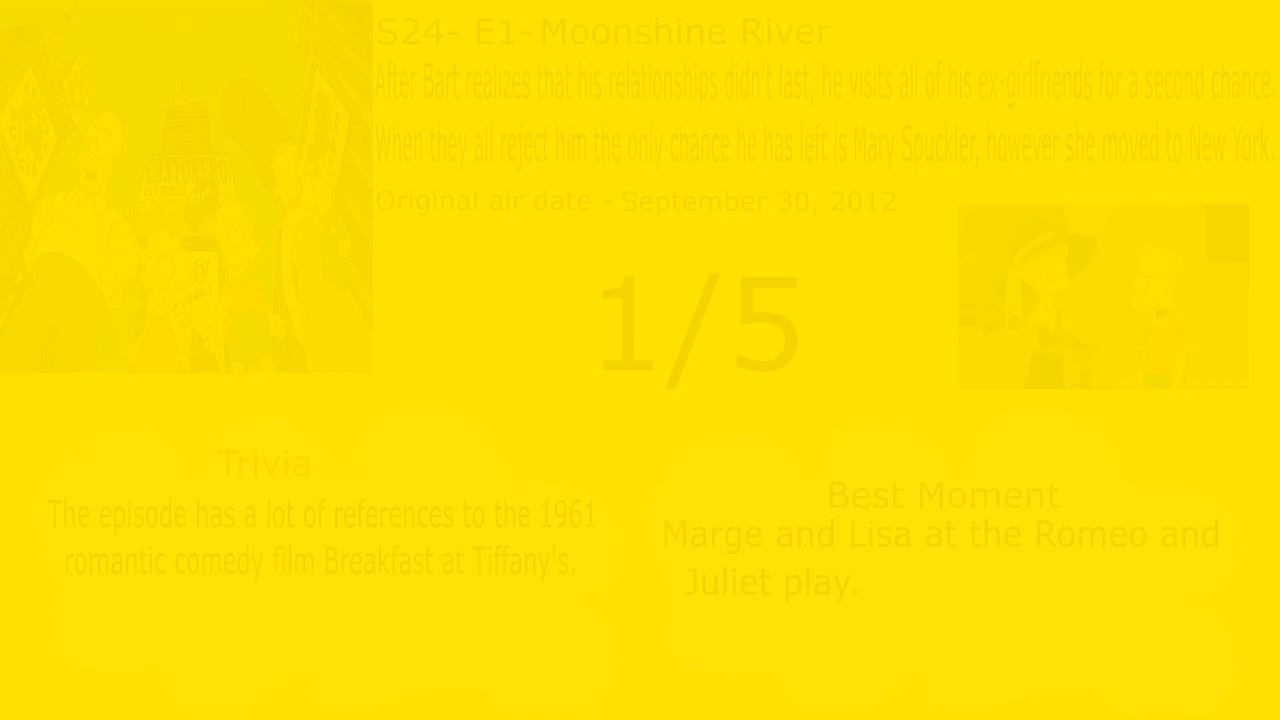 S24- E1- Moonshine River
After Bart realizes that his relationships didn't last, he visits all of his ex-girlfriends for a second chance,
When they all reject him the only chance he has left is Mary Spuckler, however she moved to New York.
Original air date - September 30, 2012
1/5
Trivia
The episode has a lot of references to the 1961
romantic comedy film Breakfast at Tiffany's.
Best Moment
Marge and Lisa at the Romeo and
Juliet play.